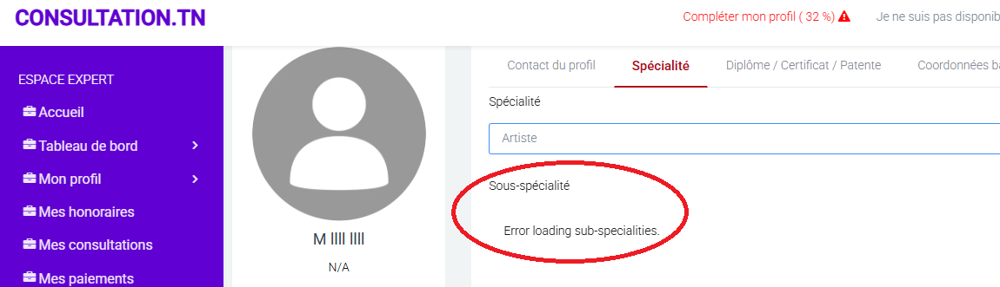 CONSULTATION.TN
Compléter mon profil ( 32 %)
Je ne suis pas disponib
ESPACE EXPERT
Accueil
Tableau de bord
Mon profil
Mes honoraires
Mes consultations
Mes paiements
M llll llll
N/A
Contact du profil
Spécialité
Diplôme / Certificat / Patente
Coordonnées ba
Spécialité
Artiste
Sous-spécialité
Error loading sub-specialities.